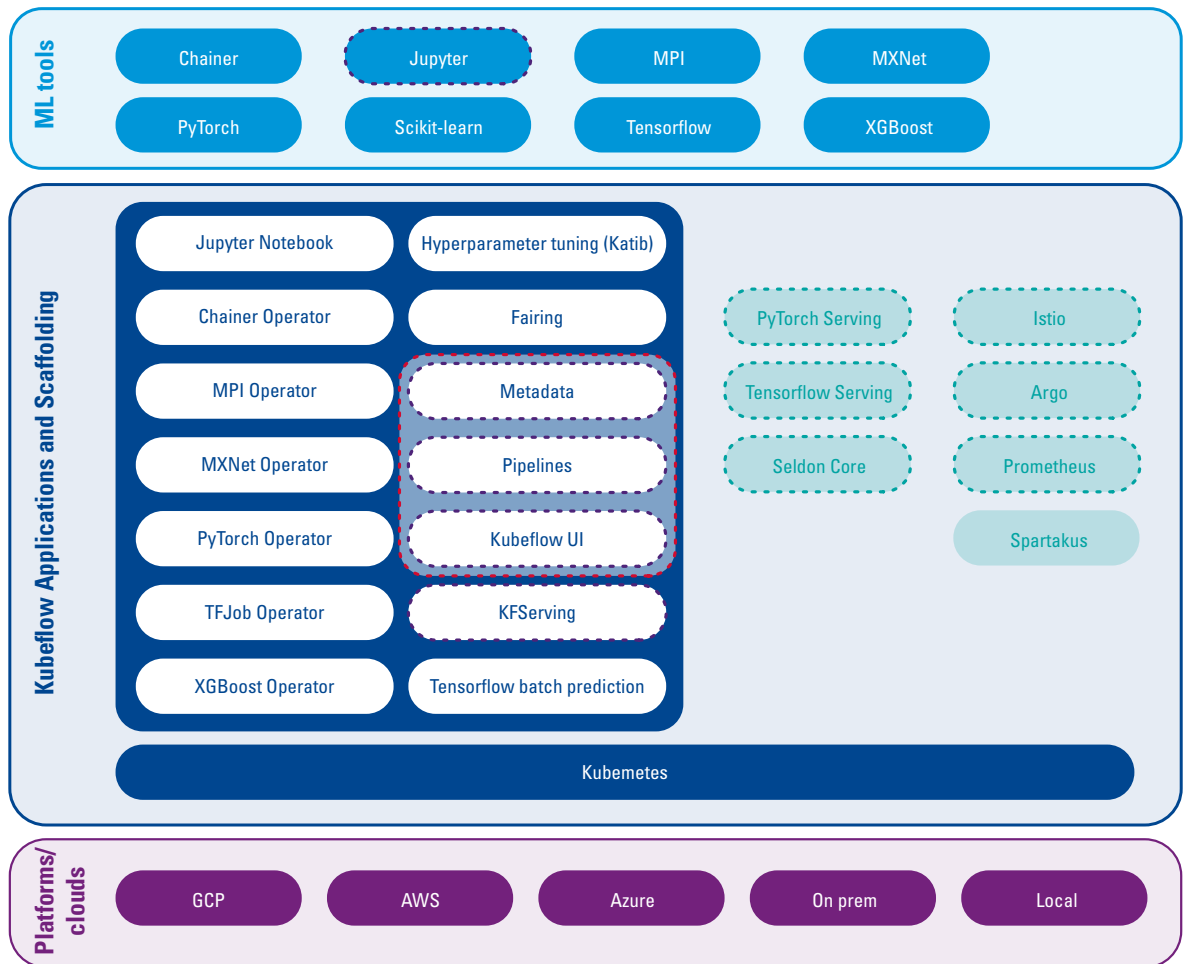 ML tools
Chainer
Jupyter
MPI
MXNet
PyTorch
Scikit-learn
Tensorflow
XGBoost
Kubeflow Applications and Scaffolding
Jupyter Notebook
Hyperparameter tuning (Katib)
Chainer Operator
Fairing
PyTorch Serving
Istio
MPI Operator
Metadata
Tensorflow Serving
Argo
MXNet Operator
Pipelines
Seldon Core
Prometheus
PyTorch Operator
Kubeflow UI
Spartakus
TFJob Operator
KFServing
XGBoost Operator
Tensorflow batch prediction
Kubemetes
Platforms/
clouds
GCP
AWS
Azure
On prem
Local